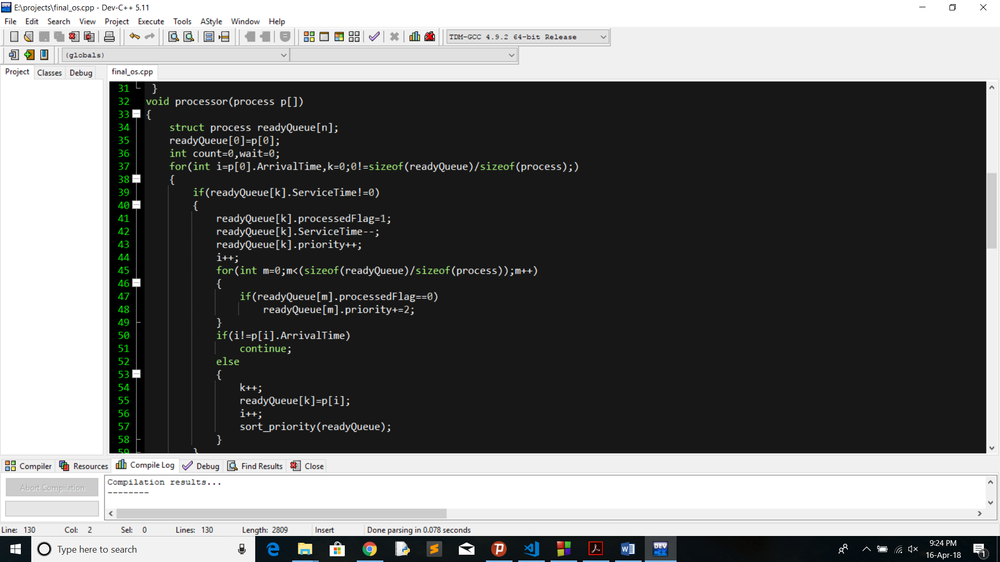 E:\projects\final_os.cpp - Dev-C++ 5.11
File Edit Search View Project Execute Tools AStyle Window Help
TDM-GCC 4.9.2 64-bit Release
(globals)
Project Classes Debug final_os.cpp
31 }
32 void processor(process p[])
33 {
34 struct process readyQueue[n];
35 readyQueue[0]=p[0];
36 int count=0,wait=0;
37 for(int i=p[0].ArrivalTime,k=0;0!=sizeof(readyQueue)/sizeof(process);)
38 {
39 if(readyQueue[k].ServiceTime!=0)
40 {
41 readyQueue[k].processedFlag=1;
42 readyQueue[k].ServiceTime--;
43 readyQueue[k].priority++;
44 i++;
45 for(int m=0;m<(sizeof(readyQueue)/sizeof(process));m++)
46 {
47 if(readyQueue[m].processedFlag==0)
48 readyQueue[m].priority+=2;
49 }
50 if(i!=p[i].ArrivalTime)
51 continue;
52 else
53 {
54 k++;
55 readyQueue[k]=p[i];
56 i++;
57 sort_priority(readyQueue);
58 }
59 }
Compiler Resources Compile Log Debug Find Results Close
Abort Compilation
Compilation results...
--------
Line: 130 Col: 2 Sel: 0 Lines: 130 Length: 2809 Insert Done parsing in 0.078 seconds
Type here to search
DEV C++
9:24 PM
16-Apr-18
1